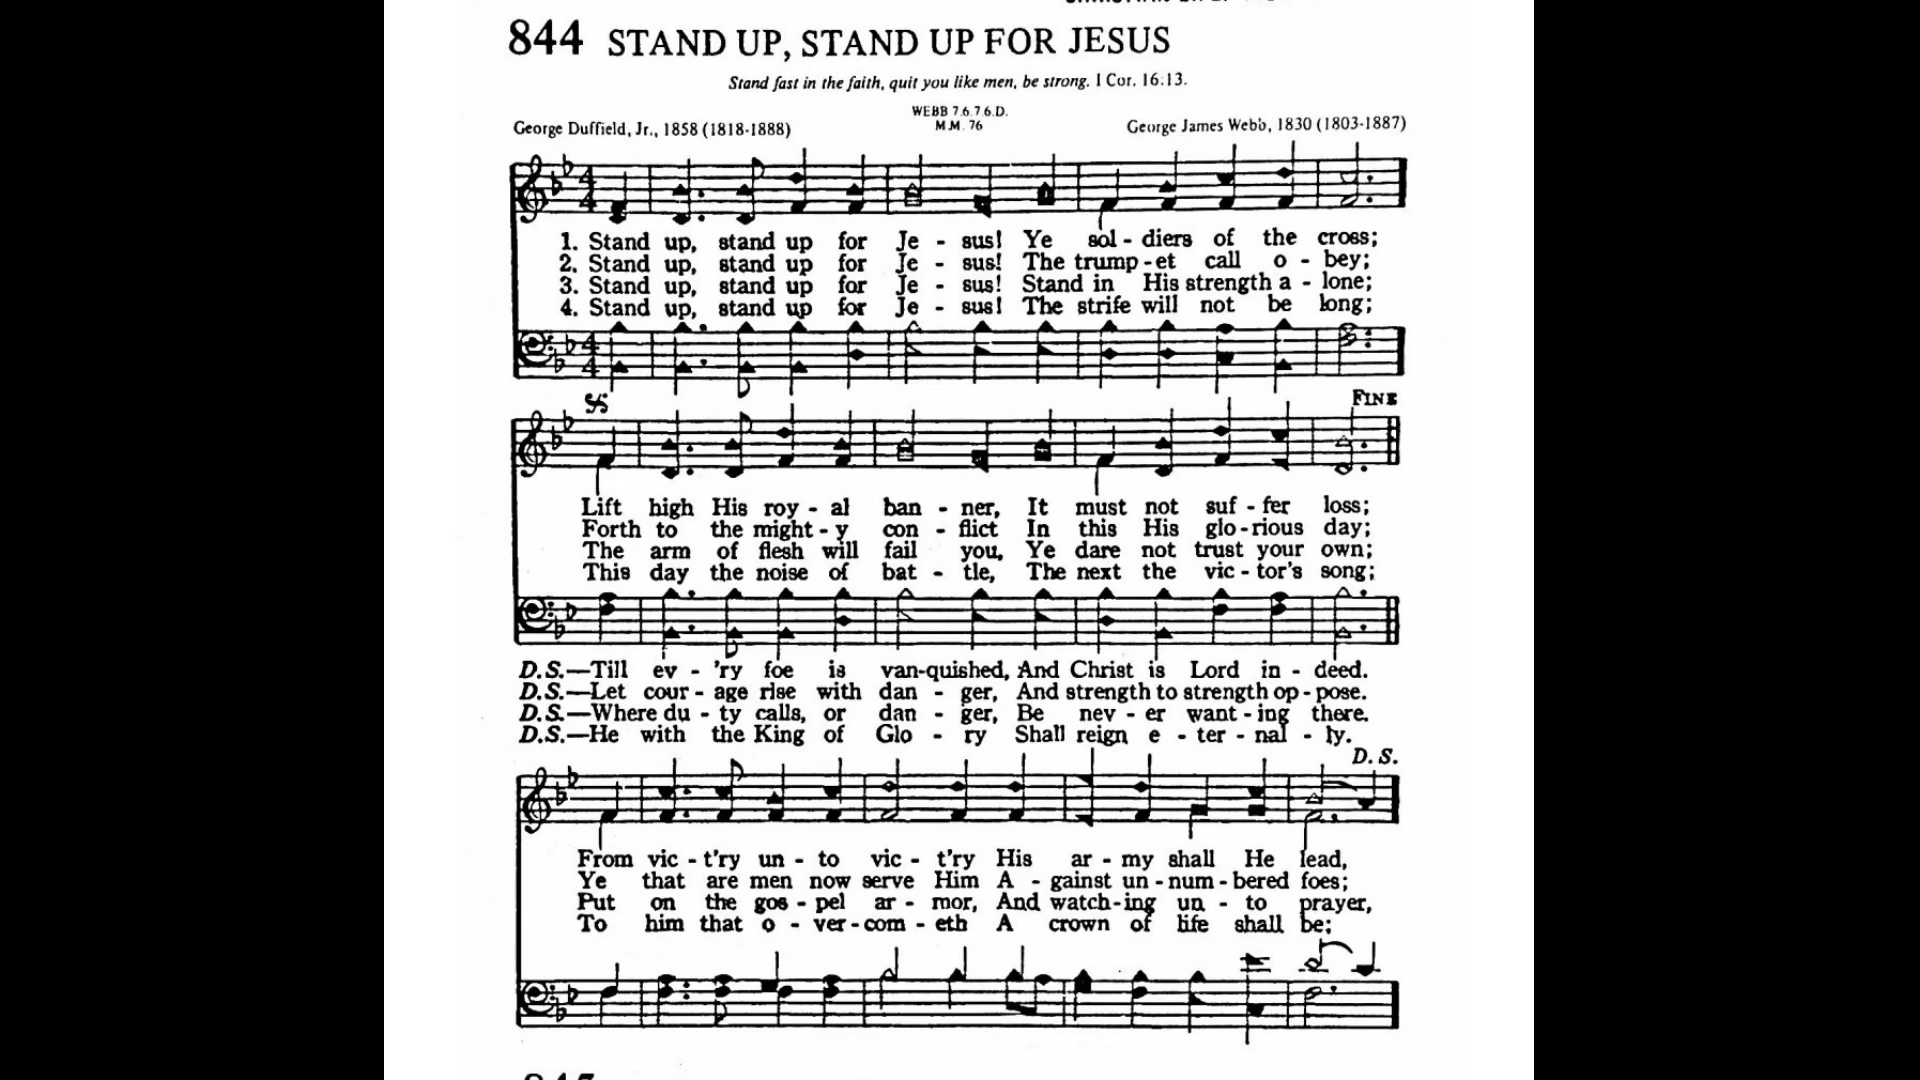 844 STAND UP, STAND UP FOR JESUS
Stand fast in the faith, quit you like men, be strong. I Cor. 16:13.
WEBB 7.6.7.6.D.
George Duffield, Jr., 1858 (1818-1888) M.M. 76 George James Webb, 1830 (1803-1887)
1. Stand up, stand up for Je - sus! Ye sol - diers of the cross;
2. Stand up, stand up for Je - sus! The trump - et call o - bey;
3. Stand up, stand up for Je - sus! Stand in His strength a - lone;
4. Stand up, stand up for Je - sus! The strife will not be long;
FINE
Lift high His roy - al ban - ner, It must not suf - fer loss;
Forth to the might - y con - flict In this His glo - rious day;
The arm of flesh will fail you, Ye dare not trust your own;
This day the noise of bat - tle, The next the vic - tor's song;
D.S.—Till ev - 'ry foe is van-quished, And Christ is Lord in - deed.
D.S.—Let cour - age rise with dan - ger, And strength to strength op - pose.
D.S.—Where du - ty calls, or dan - ger, Be nev - er want - ing there.
D.S.—He with the King of Glo - ry Shall reign e - ter - nal - ly.
D.S.
From vic - t'ry un - to vic - t'ry His ar - my shall He lead,
Ye that are men now serve Him A - gainst un - num - bered foes;
Put on the gos - pel ar - mor, And watch-ing un - to prayer,
To him that o - ver - com - eth A crown of life shall be;